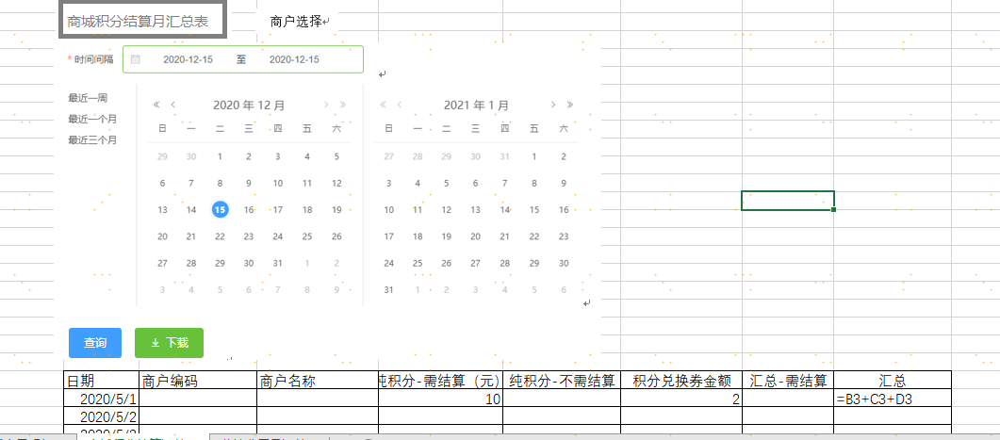 商城积分结算月汇总表 商户选择
* 时间间隔 2020-12-15 至 2020-12-15
最近一周
最近一个月
最近三个月
2020 年 12 月
日 一 二 三 四 五 六
29 30 1 2 3 4 5
6 7 8 9 10 11 12
13 14 15 16 17 18 19
20 21 22 23 24 25 26
27 28 29 30 31 1 2
3 4 5 6 7 8 9
2021 年 1 月
日 一 二 三 四 五 六
27 28 29 30 31 1 2
3 4 5 6 7 8 9
10 11 12 13 14 15 16
17 18 19 20 21 22 23
24 25 26 27 28 29 30
31 1 2 3 4 5 6
查询 下载
日期 商户编码 商户名称 纯积分-需结算（元） 纯积分-不需结算 积分兑换券金额 汇总-需结算 汇总
2020/5/1 10 2 =B3+C3+D3
2020/5/2